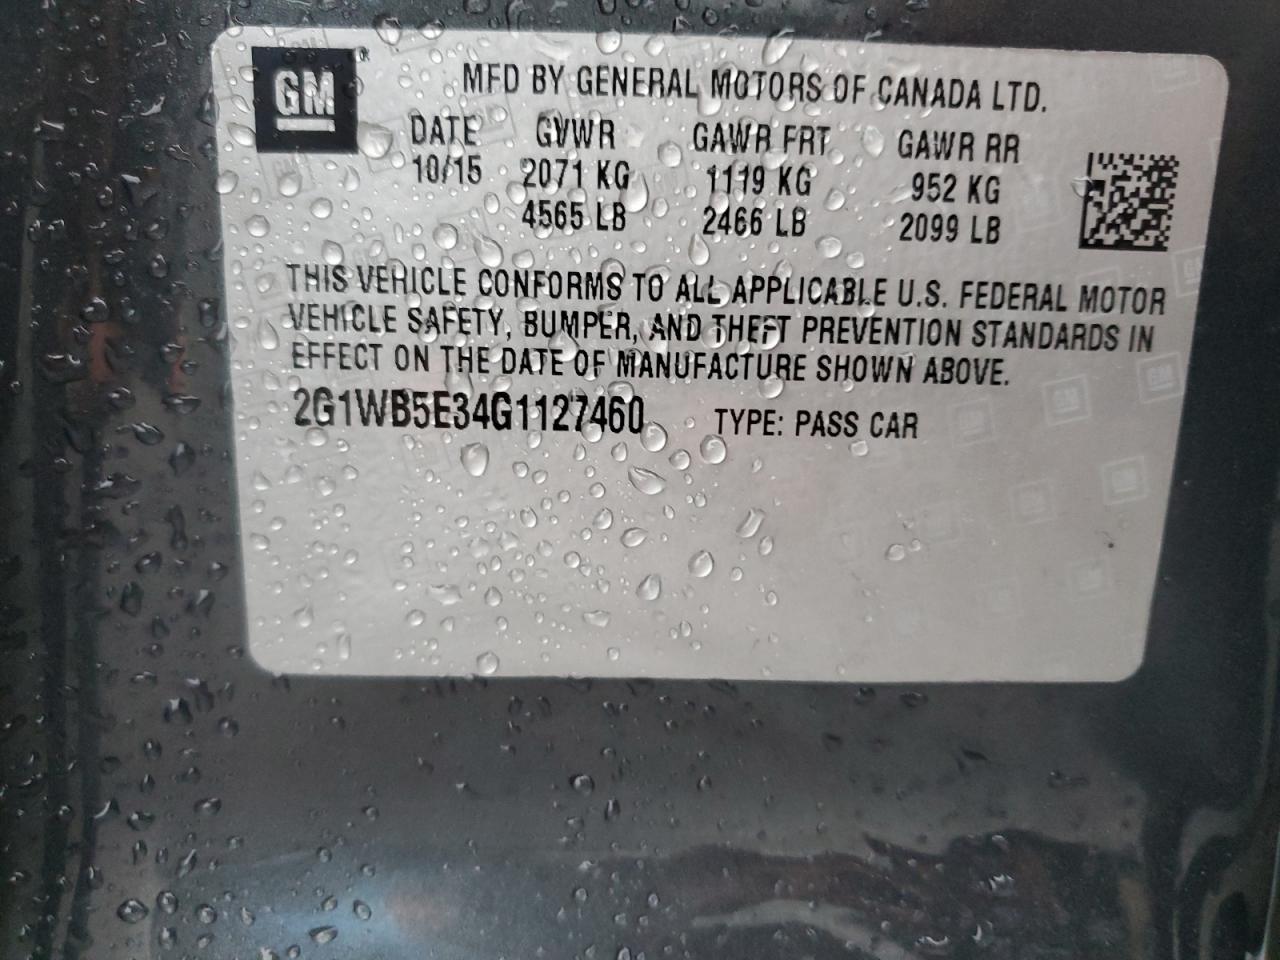 GM
MFD BY GENERAL MOTORS OF CANADA LTD.
DATE GVWR GAWR FRT GAWR RR
10/15 2071 KG 1119 KG 952 KG
4565 LB 2466 LB 2099 LB
THIS VEHICLE CONFORMS TO ALL APPLICABLE U.S. FEDERAL MOTOR
VEHICLE SAFETY, BUMPER, AND THEFT PREVENTION STANDARDS IN
EFFECT ON THE DATE OF MANUFACTURE SHOWN ABOVE.
2G1WB5E34G1127460 TYPE: PASS CAR